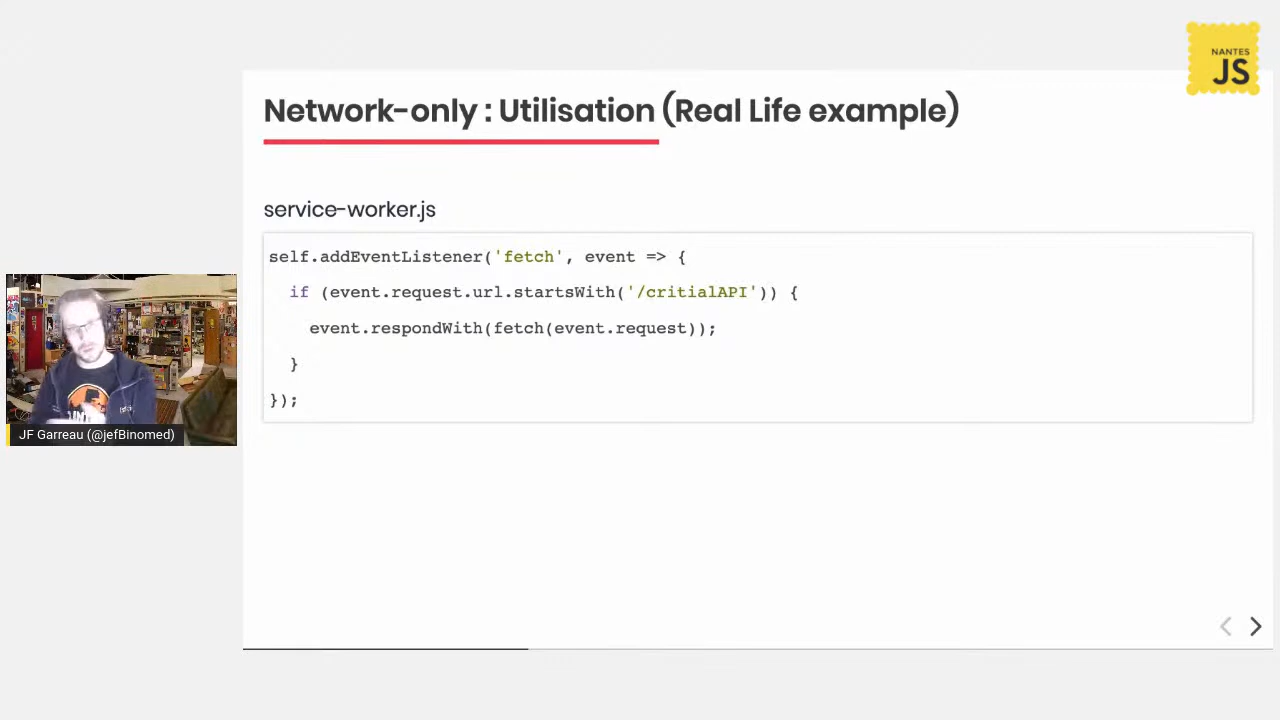 NANTES
JS
Network-only : Utilisation (Real Life example)
service-worker.js
self.addEventListener('fetch', event => {
  if (event.request.url.startsWith('/critialAPI')) {
    event.respondWith(fetch(event.request));
  }
});
JF Garreau (@jefBinomed)